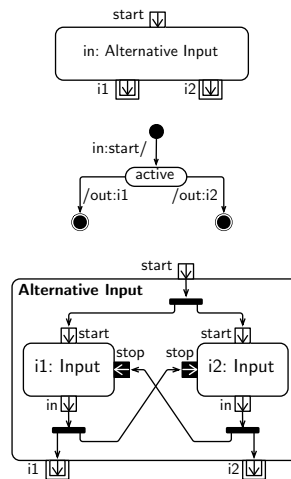 start
in: Alternative Input
i1 i2
in:start/
active
/out:i1 /out:i2
start
Alternative Input
start start
i1: Input stop stop i2: Input
in in
i1 i2